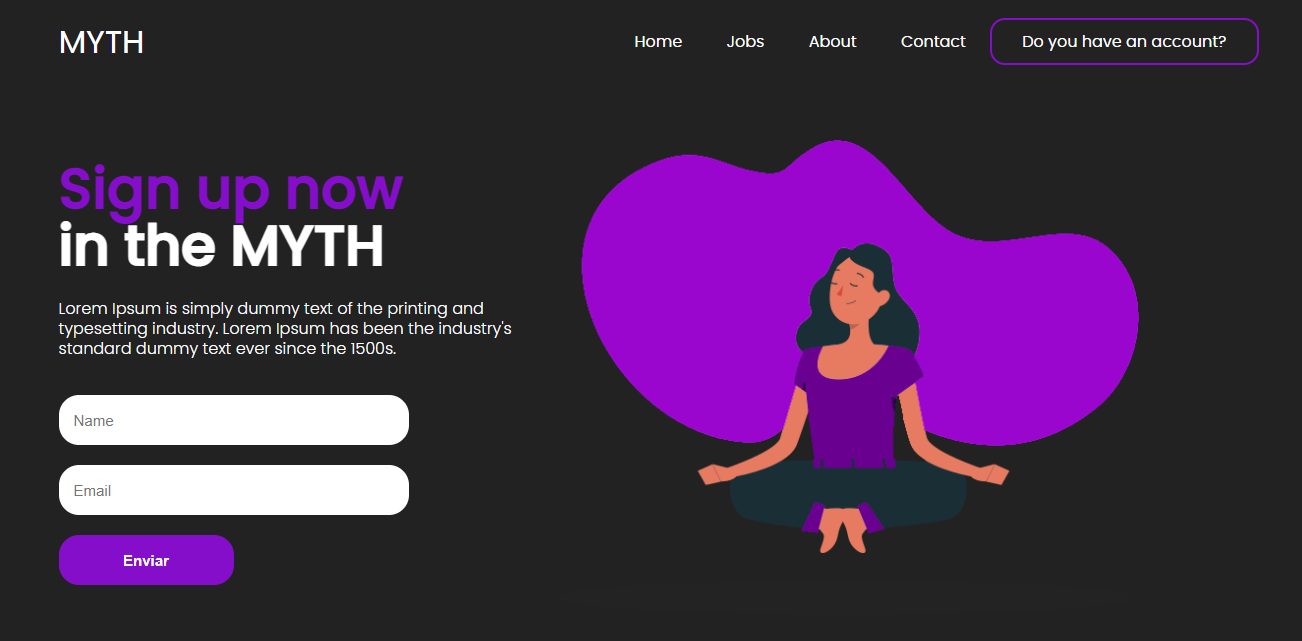 MYTH
Home
Jobs
About
Contact
Do you have an account?
Sign up now
in the MYTH
Lorem Ipsum is simply dummy text of the printing and
typesetting industry. Lorem Ipsum has been the industry's
standard dummy text ever since the 1500s.
Name
Email
Enviar